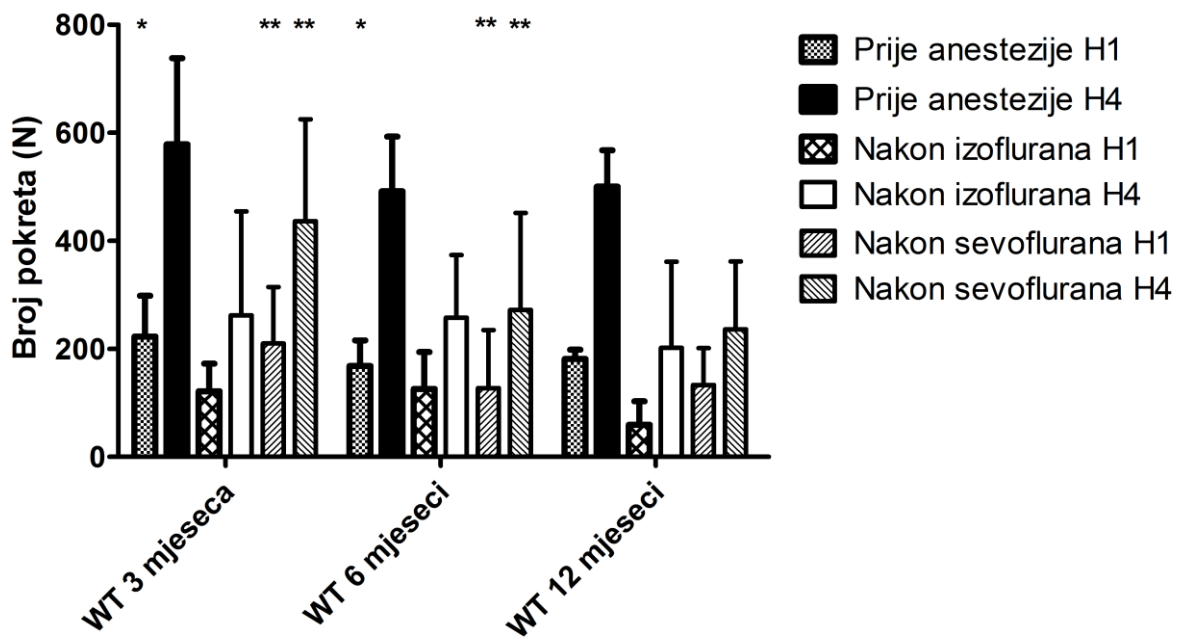 Broj pokreta (N)
800
600
400
200
0
* ** ** * ** **
WT 3 mjeseca
WT 6 mjeseci
WT 12 mjeseci
Prije anestezije H1
Prije anestezije H4
Nakon izoflurana H1
Nakon izoflurana H4
Nakon sevoflurana H1
Nakon sevoflurana H4